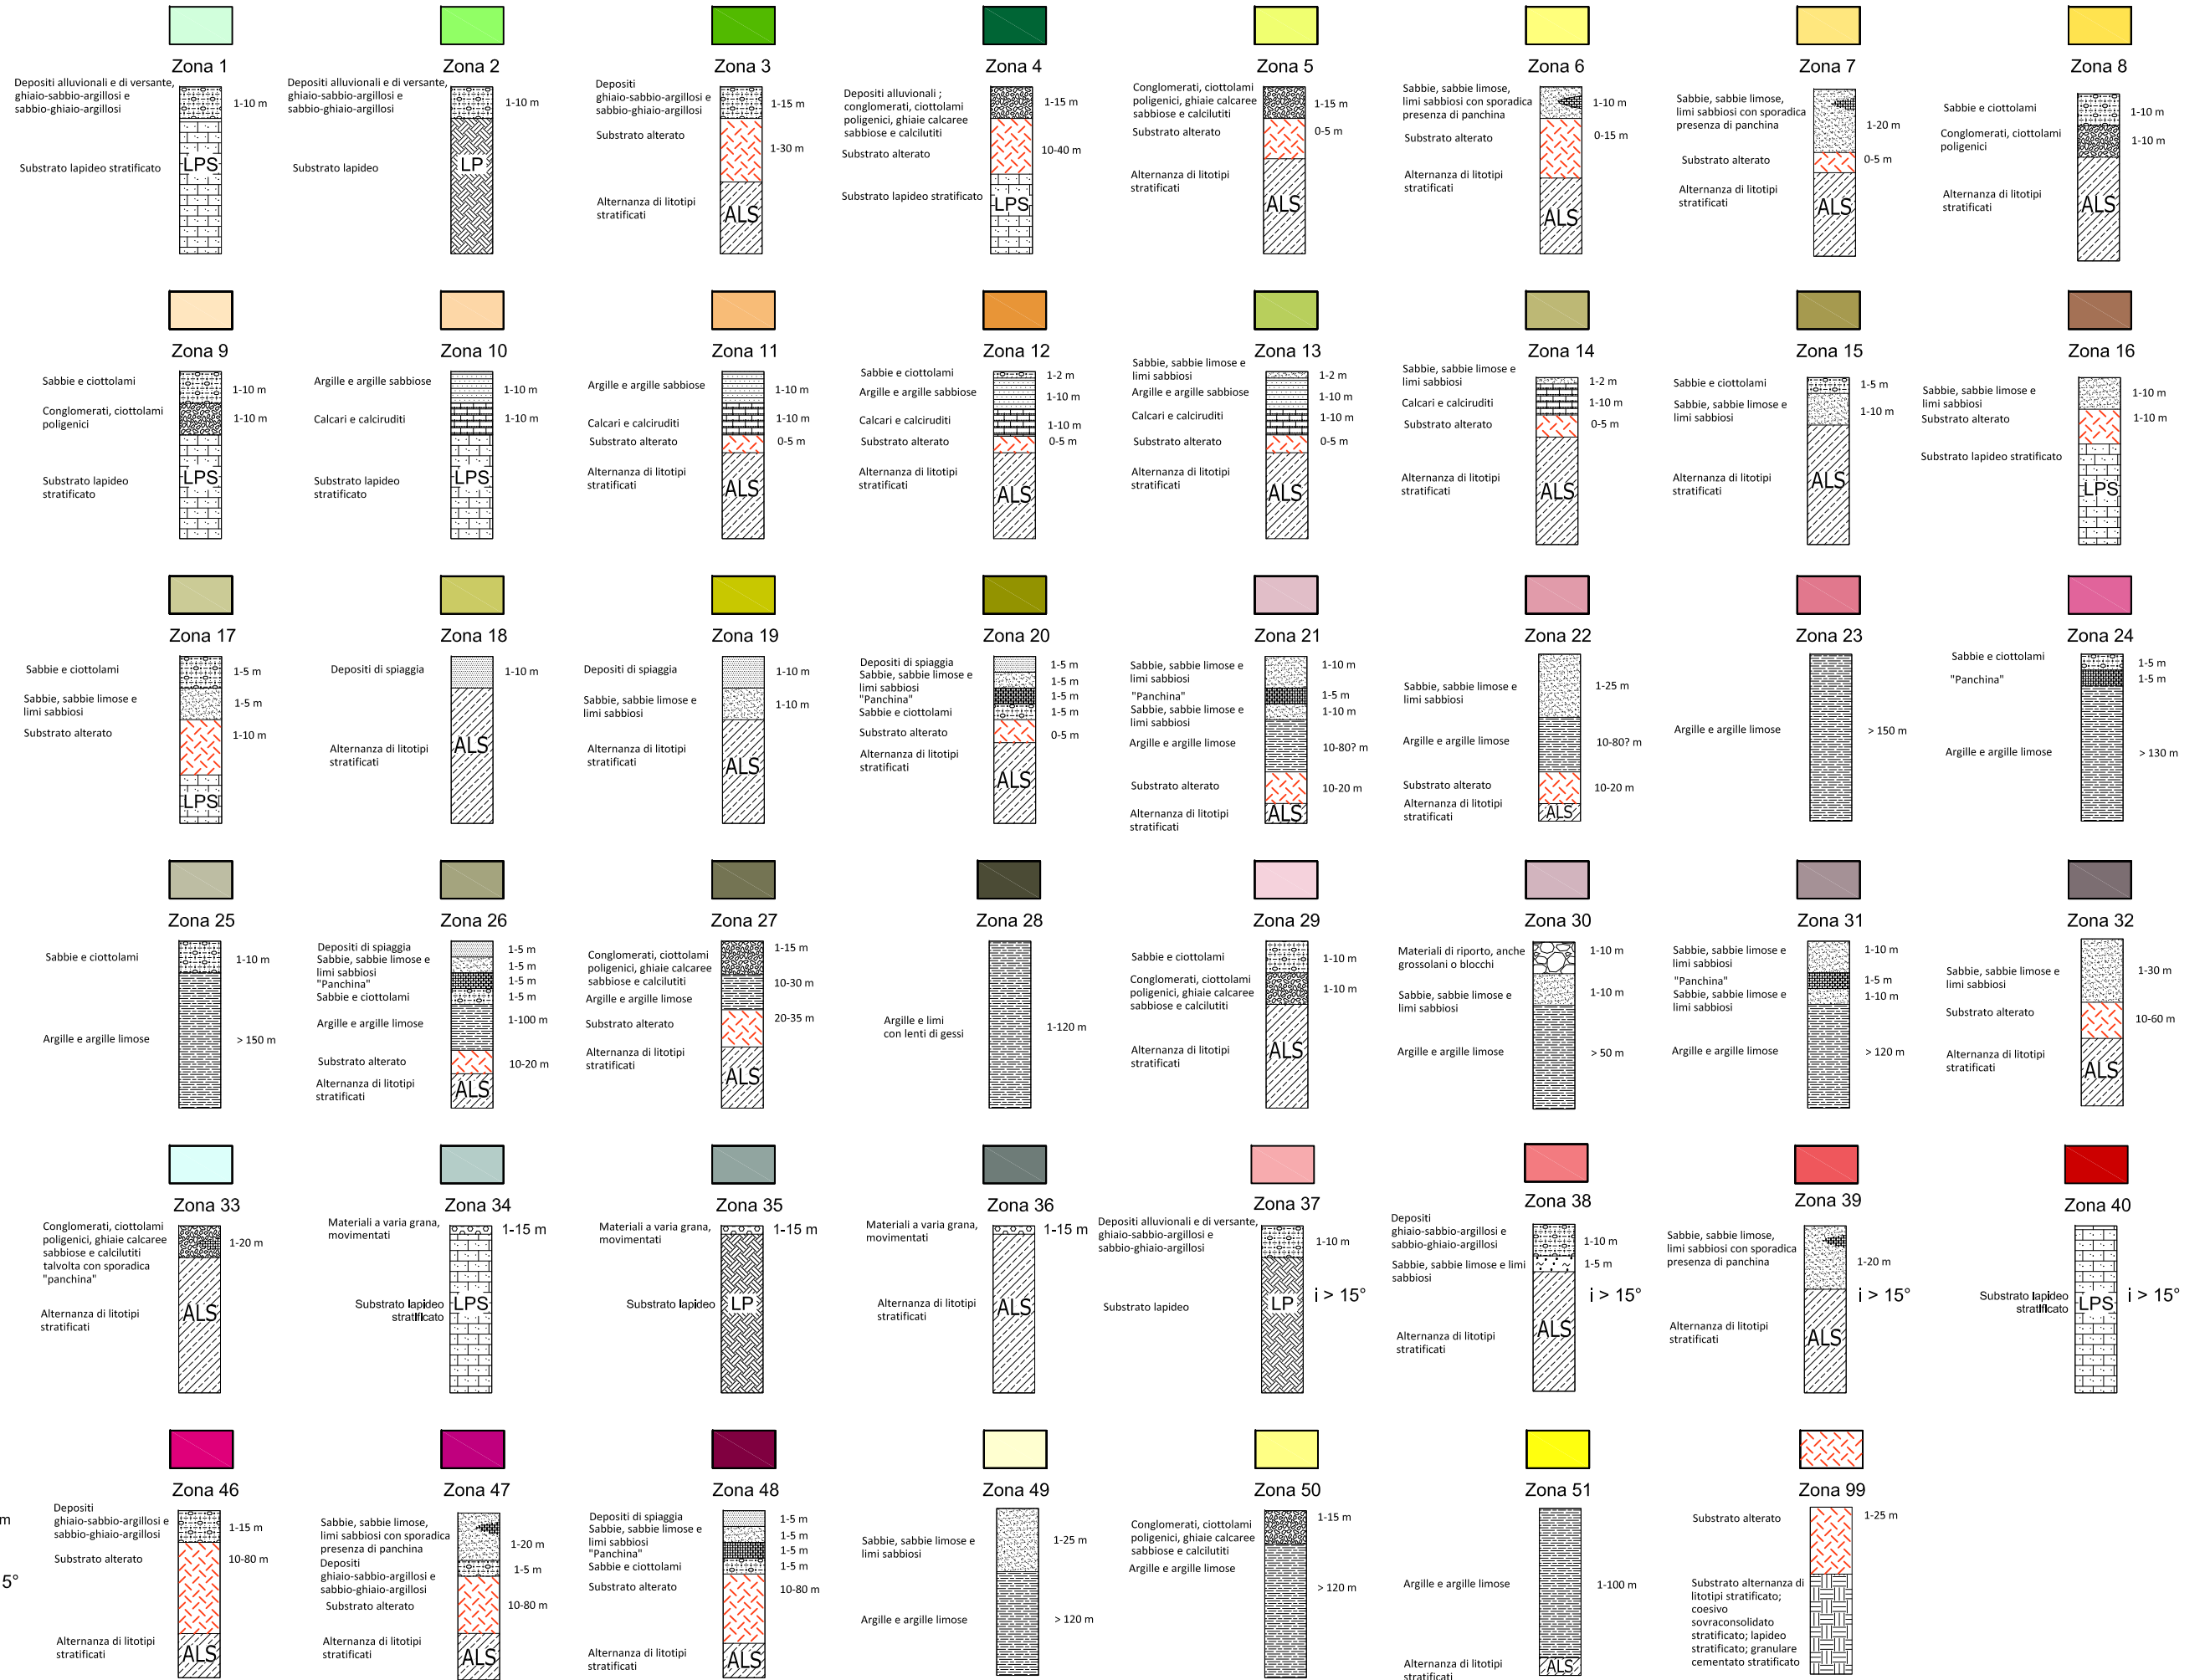 Zona 1
Depositi alluvionali e di versante,
ghiaio-sabbio-argillosi e
sabbio-ghiaio-argillosi
1-10 m
Substrato lapideo stratificato
LPS
Zona 2
Depositi alluvionali e di versante,
ghiaio-sabbio-argillosi e
sabbio-ghiaio-argillosi
1-10 m
Substrato lapideo
LP
Zona 3
Depositi
ghiaio-sabbio-argillosi e
sabbio-ghiaio-argillosi
1-15 m
Substrato alterato
1-30 m
Alternanza di litotipi
stratificati
ALS
Zona 4
Depositi alluvionali ;
conglomerati, ciottolami
poligenici, ghiaie calcaree
sabbiose e calcilutiti
1-15 m
Substrato alterato
10-40 m
Substrato lapideo stratificato
LPS
Zona 5
Conglomerati, ciottolami
poligenici, ghiaie calcaree
sabbiose e calcilutiti
1-15 m
Substrato alterato
0-5 m
Alternanza di litotipi
stratificati
ALS
Zona 6
Sabbie, sabbie limose,
limi sabbiosi con sporadica
presenza di panchina
1-10 m
Substrato alterato
0-15 m
Alternanza di litotipi
stratificati
ALS
Zona 7
Sabbie, sabbie limose,
limi sabbiosi con sporadica
presenza di panchina
1-20 m
Substrato alterato
0-5 m
Alternanza di litotipi
stratificati
ALS
Zona 8
Sabbie e ciottolami
1-10 m
Conglomerati, ciottolami
poligenici
1-10 m
Alternanza di litotipi
stratificati
ALS
Zona 9
Sabbie e ciottolami
1-10 m
Conglomerati, ciottolami
poligenici
1-10 m
Substrato lapideo
stratificato
LPS
Zona 10
Argille e argille sabbiose
1-10 m
Calcari e calciruditi
1-10 m
Substrato lapideo
stratificato
LPS
Zona 11
Argille e argille sabbiose
1-10 m
Calcari e calciruditi
1-10 m
Substrato alterato
0-5 m
Alternanza di litotipi
stratificati
ALS
Zona 12
Sabbie e ciottolami
1-2 m
Argille e argille sabbiose
1-10 m
Calcari e calciruditi
1-10 m
Substrato alterato
0-5 m
Alternanza di litotipi
stratificati
ALS
Zona 13
Sabbie, sabbie limose e
limi sabbiosi
1-2 m
Argille e argille sabbiose
1-10 m
Calcari e calciruditi
1-10 m
Substrato alterato
0-5 m
Alternanza di litotipi
stratificati
ALS
Zona 14
Sabbie, sabbie limose e
limi sabbiosi
1-2 m
Calcari e calciruditi
1-10 m
Substrato alterato
0-5 m
Alternanza di litotipi
stratificati
ALS
Zona 15
Sabbie e ciottolami
1-5 m
Sabbie, sabbie limose e
limi sabbiosi
1-10 m
Alternanza di litotipi
stratificati
ALS
Zona 16
Sabbie, sabbie limose e
limi sabbiosi
1-10 m
Substrato alterato
1-10 m
Substrato lapideo stratificato
LPS
Zona 17
Sabbie e ciottolami
1-5 m
Sabbie, sabbie limose e
limi sabbiosi
1-5 m
Substrato alterato
1-10 m
LPS
Zona 18
Depositi di spiaggia
1-10 m
Alternanza di litotipi
stratificati
ALS
Zona 19
Depositi di spiaggia
1-10 m
Sabbie, sabbie limose e
limi sabbiosi
1-10 m
Alternanza di litotipi
stratificati
ALS
Zona 20
Depositi di spiaggia
1-5 m
Sabbie, sabbie limose e
limi sabbiosi
1-5 m
"Panchina"
1-5 m
Sabbie e ciottolami
1-5 m
Substrato alterato
0-5 m
Alternanza di litotipi
stratificati
ALS
Zona 21
Sabbie, sabbie limose e
limi sabbiosi
1-10 m
"Panchina"
1-5 m
Sabbie, sabbie limose e
limi sabbiosi
1-10 m
Argille e argille limose
10-80? m
Substrato alterato
10-20 m
Alternanza di litotipi
stratificati
ALS
Zona 22
Sabbie, sabbie limose e
limi sabbiosi
1-25 m
Argille e argille limose
10-80? m
Substrato alterato
10-20 m
Alternanza di litotipi
stratificati
ALS
Zona 23
Argille e argille limose
> 150 m
Zona 24
Sabbie e ciottolami
1-5 m
"Panchina"
1-5 m
Argille e argille limose
> 130 m
Zona 25
Sabbie e ciottolami
1-10 m
Argille e argille limose
> 150 m
Zona 26
Depositi di spiaggia
1-5 m
Sabbie, sabbie limose e
limi sabbiosi
1-5 m
"Panchina"
1-5 m
Sabbie e ciottolami
1-5 m
Argille e argille limose
1-100 m
Substrato alterato
10-20 m
Alternanza di litotipi
stratificati
ALS
Zona 27
Conglomerati, ciottolami
poligenici, ghiaie calcaree
sabbiose e calcilutiti
1-15 m
Argille e argille limose
10-30 m
Substrato alterato
20-35 m
Alternanza di litotipi
stratificati
ALS
Zona 28
Argille e limi
con lenti di gessi
1-120 m
Zona 29
Sabbie e ciottolami
1-10 m
Conglomerati, ciottolami
poligenici, ghiaie calcaree
sabbiose e calcilutiti
1-10 m
Alternanza di litotipi
stratificati
ALS
Zona 30
Materiali di riporto, anche
grossolani o blocchi
1-10 m
Sabbie, sabbie limose e
limi sabbiosi
1-10 m
Argille e argille limose
> 50 m
Zona 31
Sabbie, sabbie limose e
limi sabbiosi
1-10 m
"Panchina"
1-5 m
Sabbie, sabbie limose e
limi sabbiosi
1-10 m
Argille e argille limose
> 120 m
Zona 32
Sabbie, sabbie limose e
limi sabbiosi
1-30 m
Substrato alterato
10-60 m
Alternanza di litotipi
stratificati
ALS
Zona 33
Conglomerati, ciottolami
poligenici, ghiaie calcaree
sabbiose e calcilutiti
talvolta con sporadica
"panchina"
1-20 m
Alternanza di litotipi
stratificati
ALS
Zona 34
Materiali a varia grana,
movimentati
1-15 m
Substrato lapideo
stratificato
LPS
Zona 35
Materiali a varia grana,
movimentati
1-15 m
Substrato lapideo
LP
Zona 36
Materiali a varia grana,
movimentati
1-15 m
Alternanza di litotipi
stratificati
ALS
Zona 37
Depositi alluvionali e di versante,
ghiaio-sabbio-argillosi e
sabbio-ghiaio-argillosi
1-10 m
Substrato lapideo
LP
i > 15°
Zona 38
Depositi
ghiaio-sabbio-argillosi e
sabbio-ghiaio-argillosi
1-10 m
Sabbie, sabbie limose e limi
sabbiosi
1-5 m
i > 15°
Alternanza di litotipi
stratificati
ALS
Zona 39
Sabbie, sabbie limose,
limi sabbiosi con sporadica
presenza di panchina
1-20 m
i > 15°
Alternanza di litotipi
stratificati
ALS
Zona 40
Substrato lapideo
stratificato
LPS
i > 15°
m
5°
Zona 46
Depositi
ghiaio-sabbio-argillosi e
sabbio-ghiaio-argillosi
1-15 m
Substrato alterato
10-80 m
Alternanza di litotipi
stratificati
ALS
Zona 47
Sabbie, sabbie limose,
limi sabbiosi con sporadica
presenza di panchina
1-20 m
Depositi
ghiaio-sabbio-argillosi e
sabbio-ghiaio-argillosi
1-5 m
Substrato alterato
10-80 m
Alternanza di litotipi
stratificati
ALS
Zona 48
Depositi di spiaggia
1-5 m
Sabbie, sabbie limose e
limi sabbiosi
1-5 m
"Panchina"
1-5 m
Sabbie e ciottolami
1-5 m
Substrato alterato
10-80 m
Alternanza di litotipi
stratificati
ALS
Zona 49
Sabbie, sabbie limose e
limi sabbiosi
1-25 m
Argille e argille limose
> 120 m
Zona 50
Conglomerati, ciottolami
poligenici, ghiaie calcaree
sabbiose e calcilutiti
1-15 m
Argille e argille limose
> 120 m
Zona 51
Argille e argille limose
1-100 m
Alternanza di litotipi
stratificati
ALS
Zona 99
Substrato alterato
1-25 m
Substrato alternanza di
litotipi stratificato;
coesivo
sovraconsolidato
stratificato; lapideo
stratificato; granulare
cementato stratificato